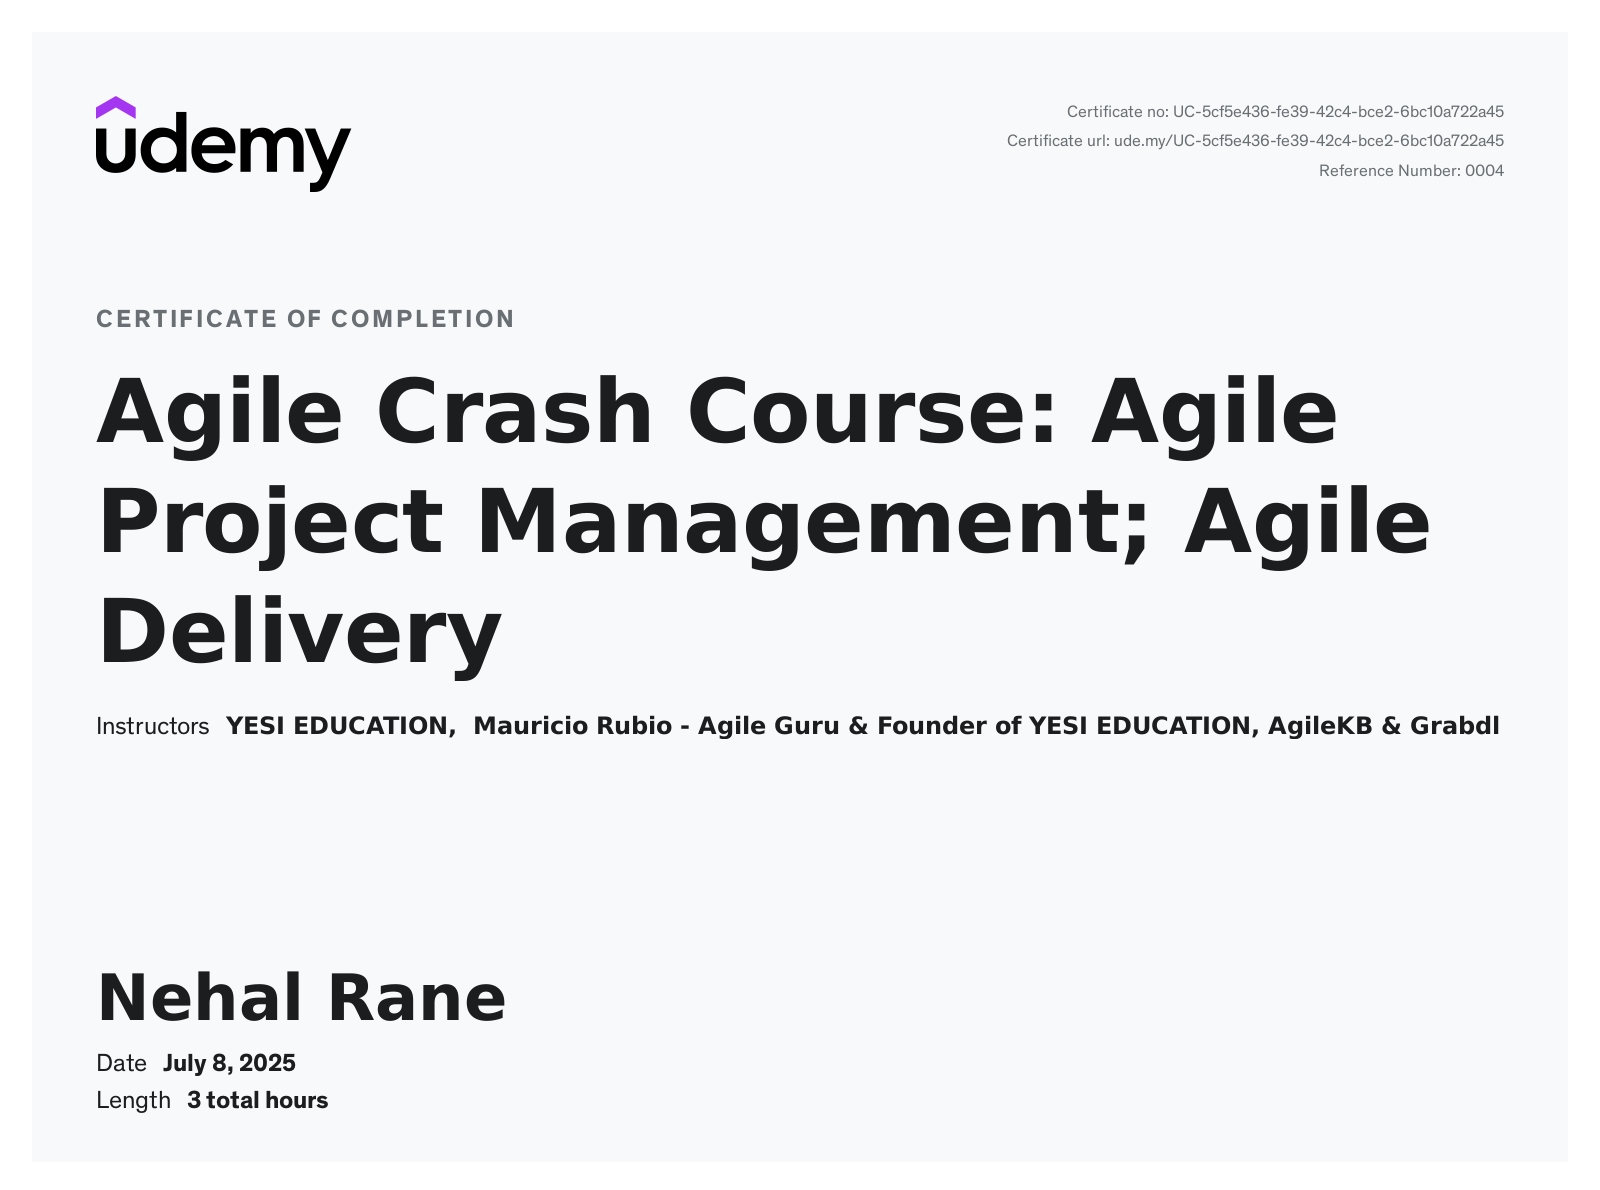 udemy
Certificate no: UC-5cf5e436-fe39-42c4-bce2-6bc10a722a45
Certificate url: ude.my/UC-5cf5e436-fe39-42c4-bce2-6bc10a722a45
Reference Number: 0004
CERTIFICATE OF COMPLETION
Agile Crash Course: Agile
Project Management; Agile
Delivery
Instructors YESI EDUCATION, Mauricio Rubio - Agile Guru & Founder of YESI EDUCATION, AgileKB & Grabdl
Nehal Rane
Date July 8, 2025
Length 3 total hours